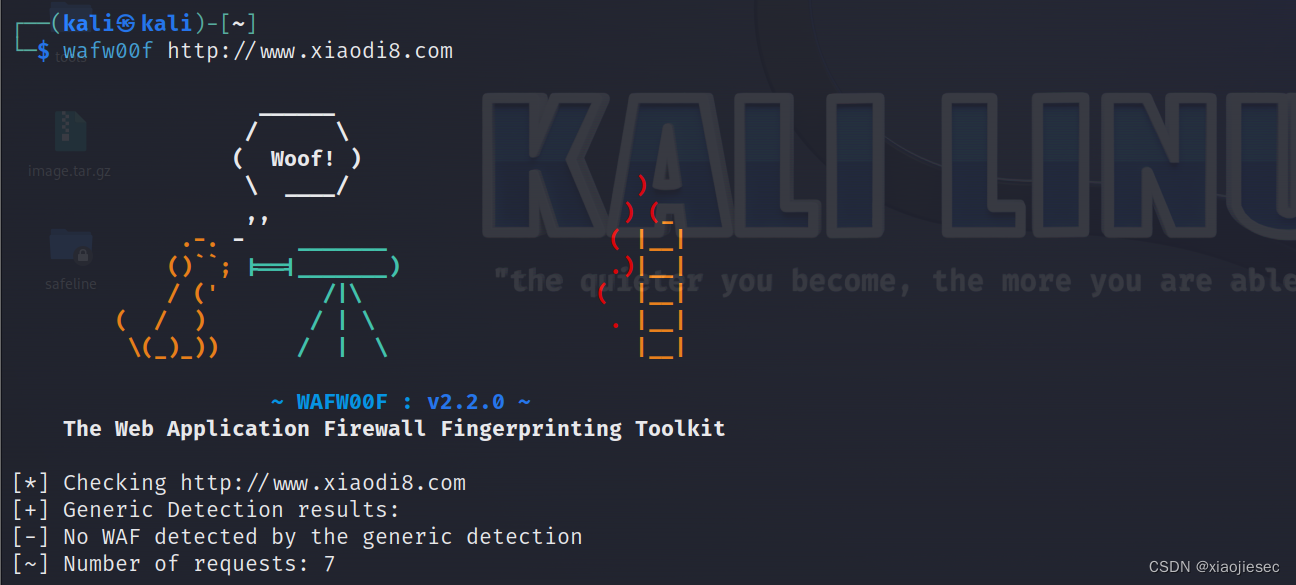 ┌──(kali㉿kali)-[~]
└─$ wafw00f http://www.xiaodi8.com
image.tar.gz
safeline
KALI LINU
"the quieter you become, the more you are able
Woof!
~ WAFW00F : v2.2.0 ~
The Web Application Firewall Fingerprinting Toolkit
[*] Checking http://www.xiaodi8.com
[+] Generic Detection results:
[-] No WAF detected by the generic detection
[~] Number of requests: 7
CSDN @xiaojiesec